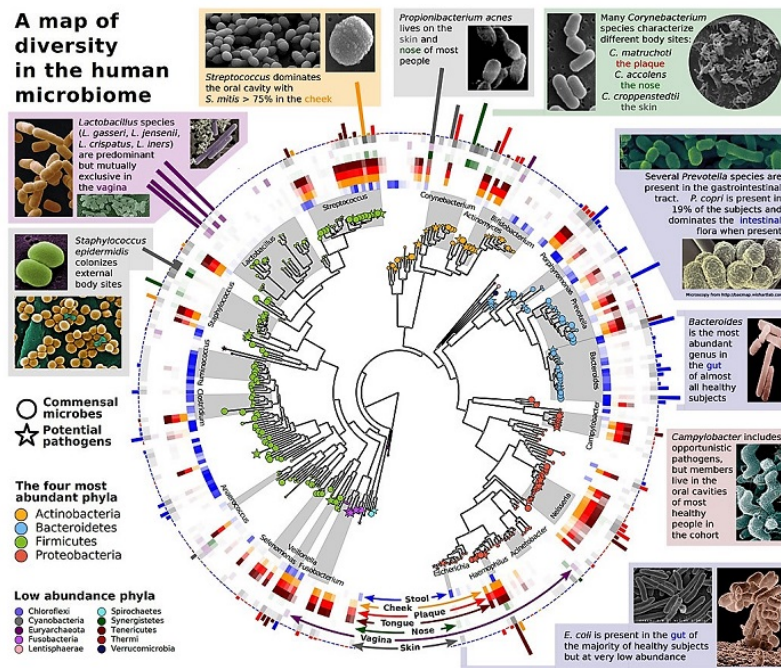 A map of
diversity
in the human
microbiome
Streptococcus dominates
the oral cavity with
S. mitis > 75% in the cheek
Propionibacterium acnes
lives on the
skin and
nose of most
people
Many Corynebacterium
species characterize
different body sites:
C. matruchoti
the plaque
C. accolens
the nose
C. croppenstedtii
the skin
Lactobacillus species
(L. gasseri, L. jensenii,
L. crispatus, L. iners)
are predominant
but mutually
exclusive in
the vagina
Several Prevotella species are
present in the gastrointestinal
tract. P. copri is present in
19% of the subjects and
dominates the intestinal
flora when present
Staphylococcus
epidermidis
colonizes
external
body sites
Bacteroides
is the most
abundant
genus in
the gut
of almost
all healthy
subjects
Campylobacter includes
opportunistic
pathogens,
but members
live in the
oral cavities
of most
healthy
people in
the cohort
E. coli is present in the gut of
the majority of healthy subjects
but at very low abundance
Commensal
microbes
Potential
pathogens
The four most
abundant phyla
Actinobacteria
Bacteroidetes
Firmicutes
Proteobacteria
Low abundance phyla
Chloroflexi
Cyanobacteria
Euryarchaeota
Fusobacteria
Lentisphaerae
Spirochaetes
Synergistetes
Tenericutes
Thermi
Verrucomicrobia
Streptococcus
Lactobacillus
Staphylococcus
Ruminococcus
Clostridium
Anaerococcus
Selenomonas
Veillonella
Fusobacterium
Corynebacterium
Actinomyces
Bifidobacterium
Porphyromonas
Prevotella
Bacteroides
Campylobacter
Neisseria
Acinetobacter
Haemophilus
Escherichia
Stool
Cheek
Plaque
Tongue
Nose
Vagina
Skin